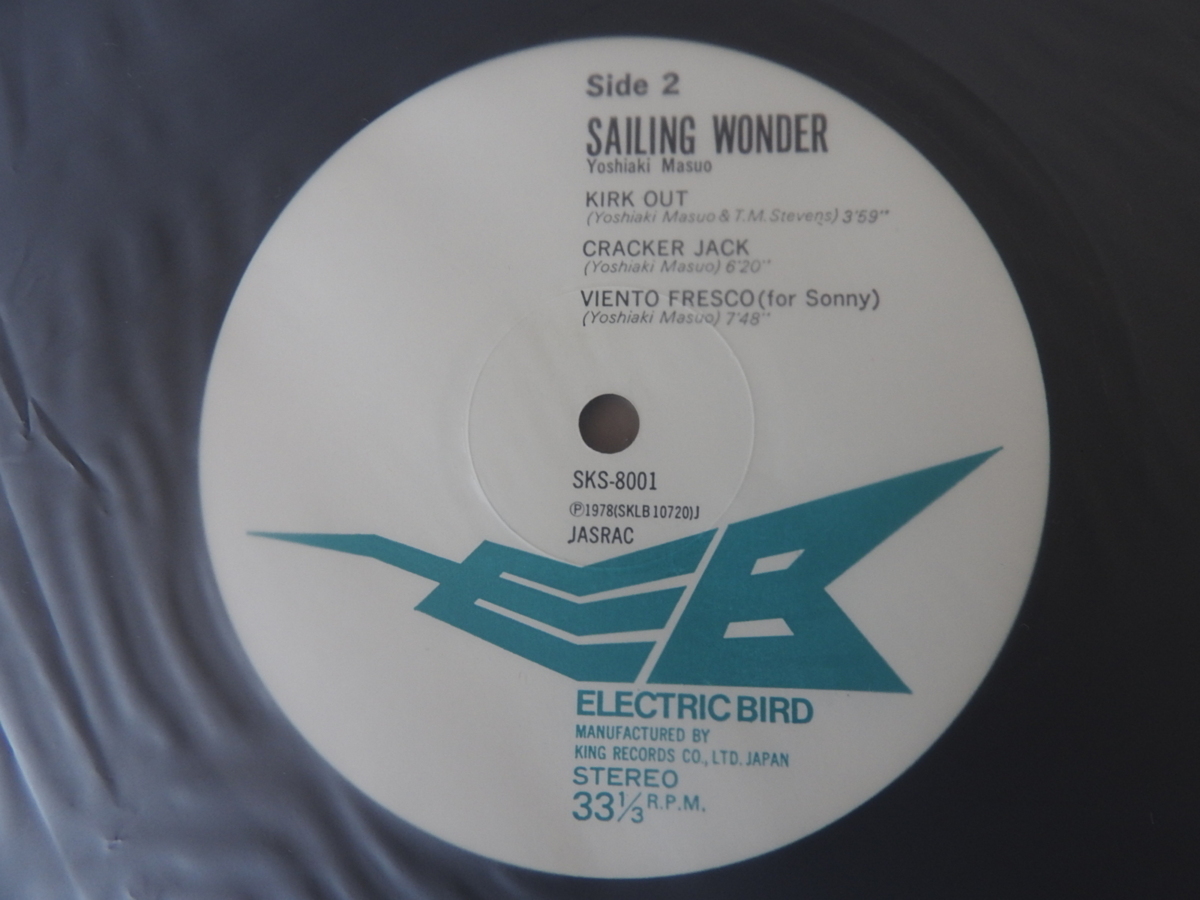 Side 2
SAILING WONDER
Yoshiaki Masuo
KIRK OUT
(Yoshiaki Masuo & T.M. Stevens) 3'59"
CRACKER JACK
(Yoshiaki Masuo) 6'20"
VIENTO FRESCO (for Sonny)
(Yoshiaki Masuo) 7'48"
SKS-8001
Ⓟ1978(SKLB 10720)J
JASRAC
EB
ELECTRIC BIRD
MANUFACTURED BY
KING RECORDS CO., LTD. JAPAN
STEREO
33⅓ R.P.M.